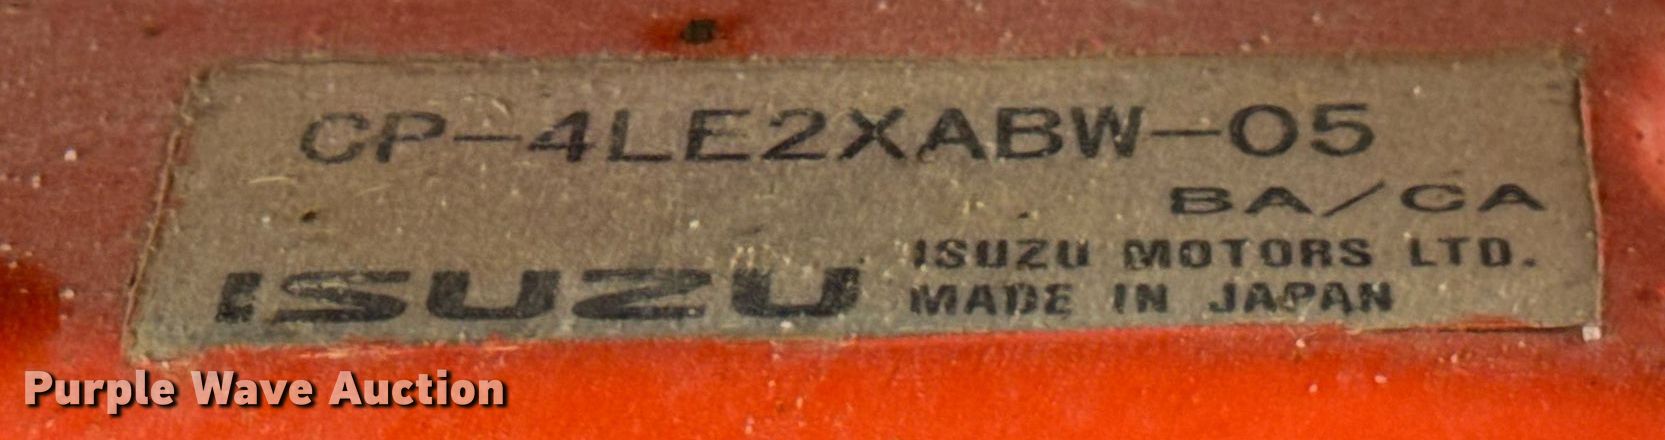 CP-4LE2XABW-05
BA/CA
ISUZU
ISUZU MOTORS LTD.
MADE IN JAPAN
Purple Wave Auction